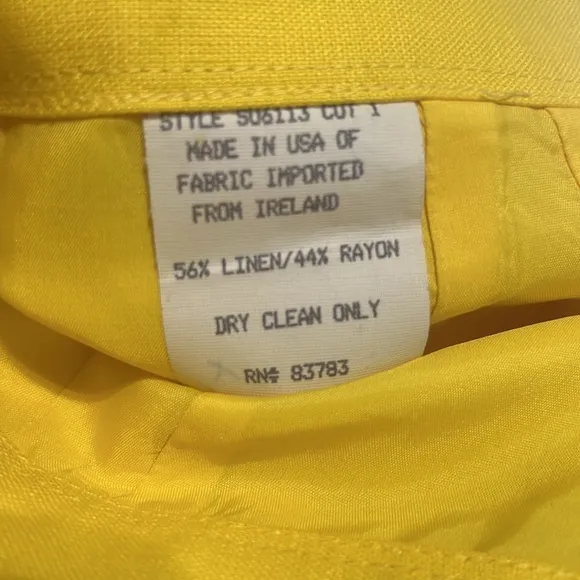 STYLE 506113 CUT 1
MADE IN USA OF
FABRIC IMPORTED
FROM IRELAND
56% LINEN/44% RAYON
DRY CLEAN ONLY
RN# 83783